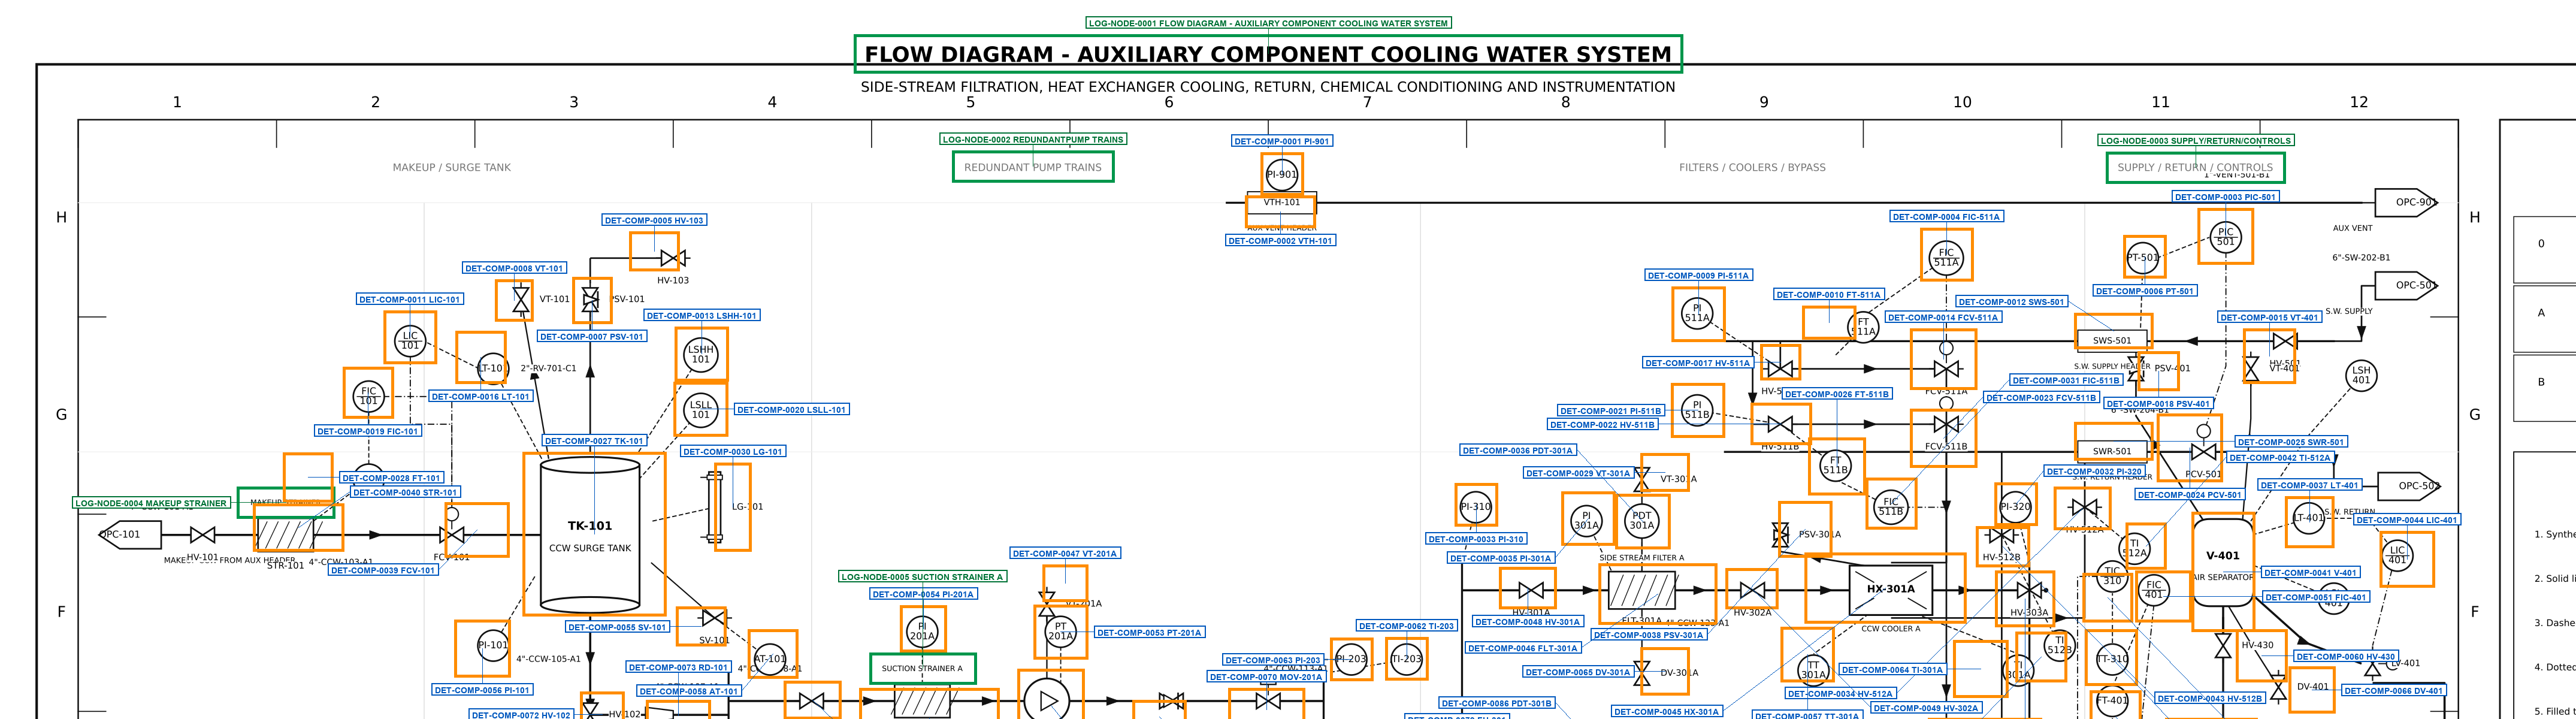 LOG-NODE-0001 FLOW DIAGRAM - AUXILIARY COMPONENT COOLING WATER SYSTEM
FLOW DIAGRAM - AUXILIARY COMPONENT COOLING WATER SYSTEM
SIDE-STREAM FILTRATION, HEAT EXCHANGER COOLING, RETURN, CHEMICAL CONDITIONING AND INSTRUMENTATION
1 2 3 4 5 6 7 8 9 10 11 12
LOG-NODE-0002 REDUNDANTPUMP TRAINS
DET-COMP-0001 PI-901
LOG-NODE-0003 SUPPLY/RETURN/CONTROLS
MAKEUP / SURGE TANK
REDUNDANT PUMP TRAINS
PI-901
FILTERS / COOLERS / BYPASS
SUPPLY / RETURN / CONTROLS
1"-VENT-501-B1
DET-COMP-0003 PIC-501
VTH-101
OPC-901
H
H
DET-COMP-0005 HV-103
DET-COMP-0004 FIC-511A
AUX VENT HEADER
AUX VENT
DET-COMP-0002 VTH-101
PIC
501
0
FIC
511A
PT-501
6"-SW-202-B1
DET-COMP-0008 VT-101
DET-COMP-0009 PI-511A
HV-103
OPC-501
DET-COMP-0006 PT-501
DET-COMP-0011 LIC-101
VT-101
PSV-101
DET-COMP-0010 FT-511A
DET-COMP-0012 SWS-501
PI
511A
S.W. SUPPLY
A
DET-COMP-0013 LSHH-101
DET-COMP-0014 FCV-511A
DET-COMP-0015 VT-401
FT
511A
DET-COMP-0007 PSV-101
LIC
101
SWS-501
LSHH
101
DET-COMP-0017 HV-511A
HV-501
S.W. SUPPLY HEADER
PSV-401
VT-401
2"-RV-701-C1
LSH
401
DET-COMP-0031 FIC-511B
B
FIC
101
DET-COMP-0016 LT-101
FCV-511A
DET-COMP-0026 FT-511B
DET-COMP-0023 FCV-511B
DET-COMP-0018 PSV-401
LSLL
101
DET-COMP-0020 LSLL-101
DET-COMP-0021 PI-511B
PI
511B
6"-SW-204-B1
G
G
DET-COMP-0022 HV-511B
DET-COMP-0019 FIC-101
DET-COMP-0027 TK-101
DET-COMP-0025 SWR-501
HV-511B
FCV-511B
DET-COMP-0030 LG-101
DET-COMP-0036 PDT-301A
SWR-501
DET-COMP-0042 TI-512A
FT
511B
DET-COMP-0029 VT-301A
DET-COMP-0032 PI-320
PCV-501
S.W. RETURN HEADER
DET-COMP-0028 FT-101
VT-301A
DET-COMP-0037 LT-401
OPC-502
DET-COMP-0040 STR-101
DET-COMP-0024 PCV-501
LOG-NODE-0004 MAKEUP STRAINER
LG-101
PI-310
FIC
511B
PI-320
S.W. RETURN
LT-401
DET-COMP-0044 LIC-401
PI
301A
PDT
301A
TK-101
HV-512A
OPC-101
PSV-301A
1. Synthe
DET-COMP-0033 PI-310
CCW SURGE TANK
HV-101
FCV-101
TI
512A
LIC
401
V-401
HV-512B
DET-COMP-0047 VT-201A
DET-COMP-0035 PI-301A
SIDE STREAM FILTER A
STR-101
4"-CCW-103-A1
DET-COMP-0039 FCV-101
LOG-NODE-0005 SUCTION STRAINER A
TIC
310
AIR SEPARATOR
DET-COMP-0041 V-401
2. Solid li
DET-COMP-0054 PI-201A
HX-301A
FIC
401
DET-COMP-0051 FIC-401
F
F
HV-301A
HV-302A
HV-303A
DET-COMP-0048 HV-301A
FLT-301A
DET-COMP-0055 SV-101
CCW COOLER A
3. Dashe
PI
201A
PT
201A
DET-COMP-0053 PT-201A
DET-COMP-0062 TI-203
DET-COMP-0038 PSV-301A
SV-101
PI-101
DET-COMP-0046 FLT-301A
TI
512B
HV-430
DET-COMP-0060 HV-430
4"-CCW-105-A1
AT-101
DET-COMP-0063 PI-203
PI-203
TI-203
TT-310
DET-COMP-0073 RD-101
SUCTION STRAINER A
DET-COMP-0065 DV-301A
DV-301A
TT
301A
DET-COMP-0064 TI-301A
TI
301A
4. Dotted
DET-COMP-0070 MOV-201A
DET-COMP-0056 PI-101
DET-COMP-0058 AT-101
DET-COMP-0034 HV-512A
DV-401
DET-COMP-0066 DV-401
DET-COMP-0043 HV-512B
FT-401
DET-COMP-0086 PDT-301B
DET-COMP-0049 HV-302A
DET-COMP-0045 HX-301A
5. Filled t
DET-COMP-0072 HV-102
HV-102
DET-COMP-0057 TT-301A